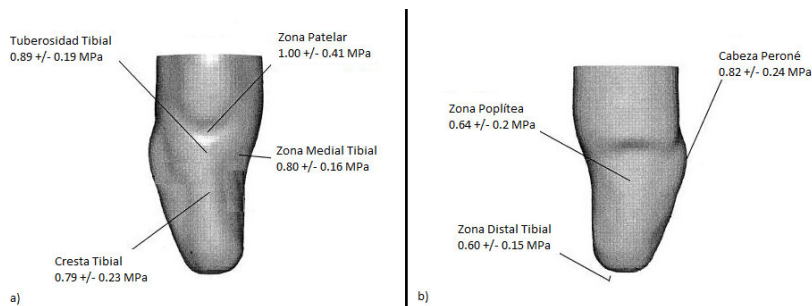 Tuberosidad Tibial
0.89 +/- 0.19 MPa
Zona Patelar
1.00 +/- 0.41 MPa
Zona Medial Tibial
0.80 +/- 0.16 MPa
Cresta Tibial
0.79 +/- 0.23 MPa
a)
Cabeza Peroné
0.82 +/- 0.24 MPa
Zona Poplítea
0.64 +/- 0.2 MPa
Zona Distal Tibial
0.60 +/- 0.15 MPa
b)